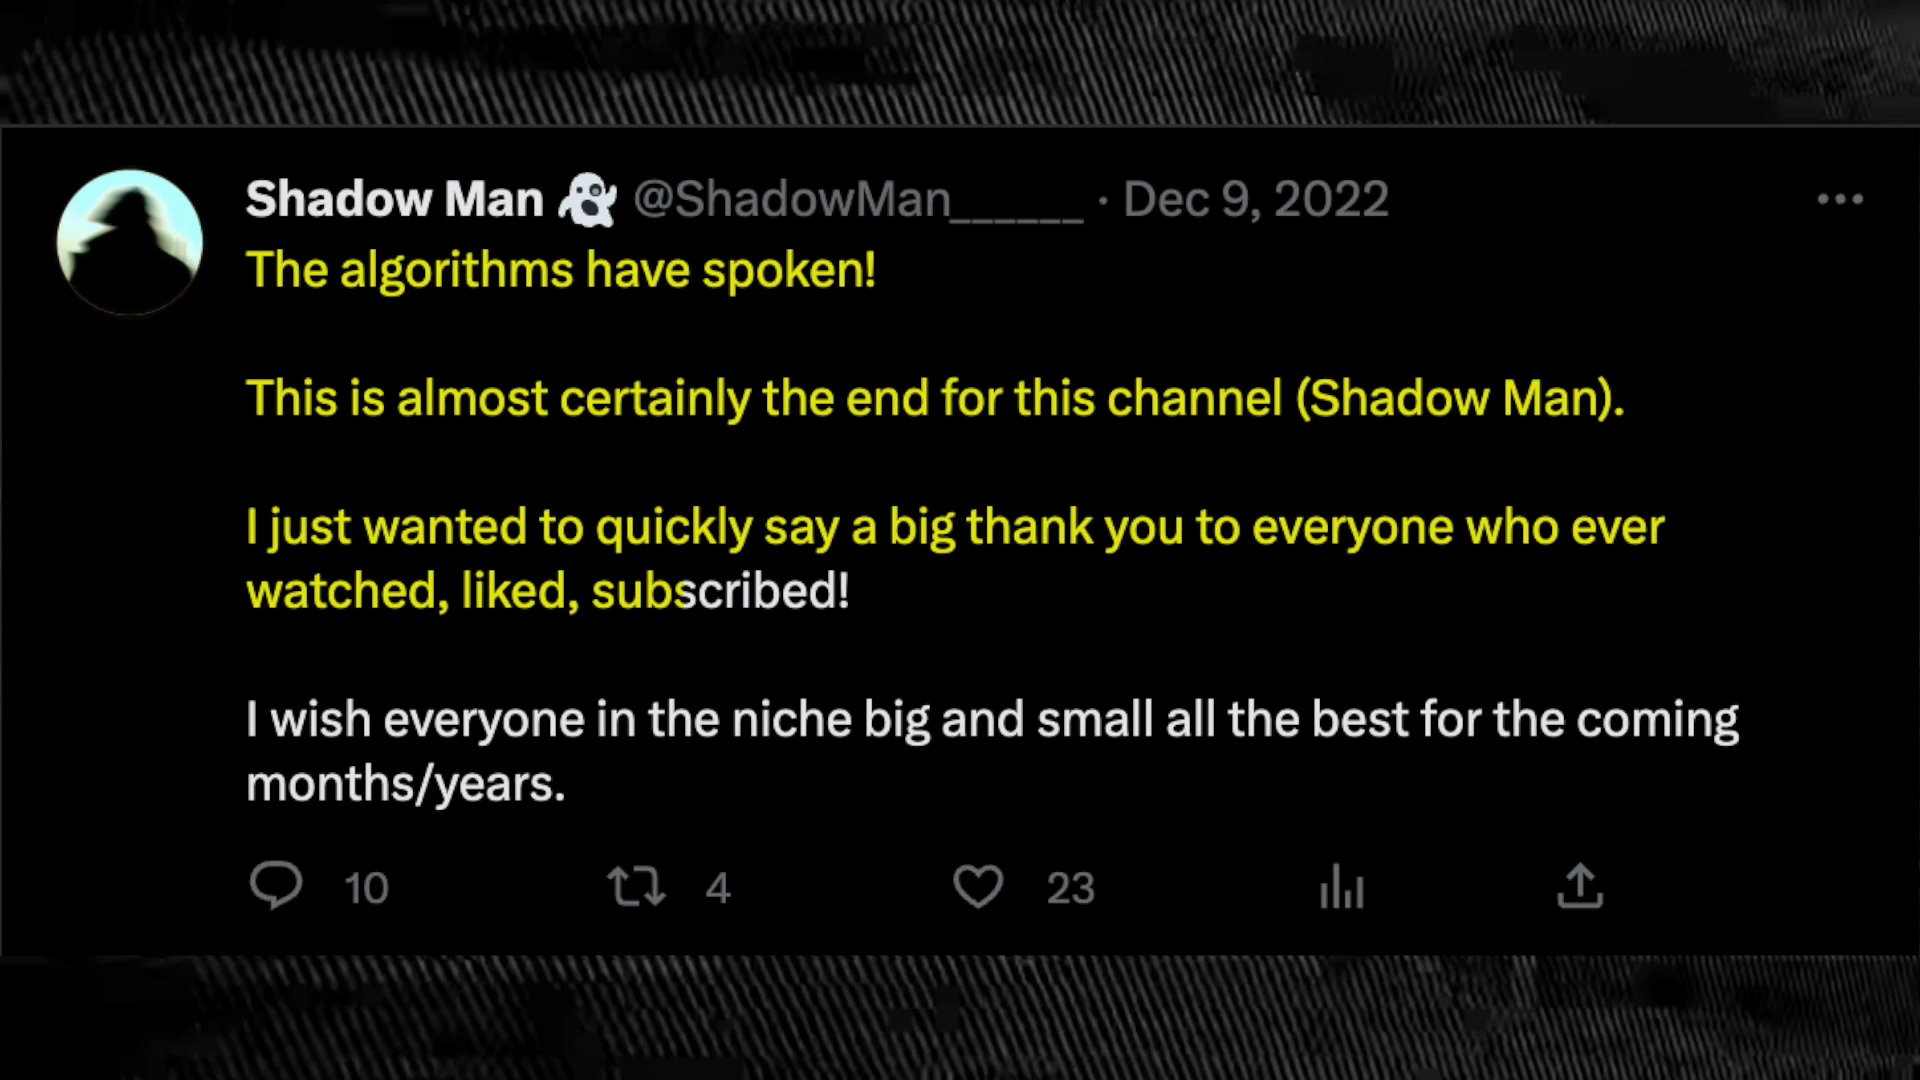 Shadow Man 👻 @ShadowMan______ · Dec 9, 2022
The algorithms have spoken!
This is almost certainly the end for this channel (Shadow Man).
I just wanted to quickly say a big thank you to everyone who ever
watched, liked, subscribed!
I wish everyone in the niche big and small all the best for the coming
months/years.
10 4 23